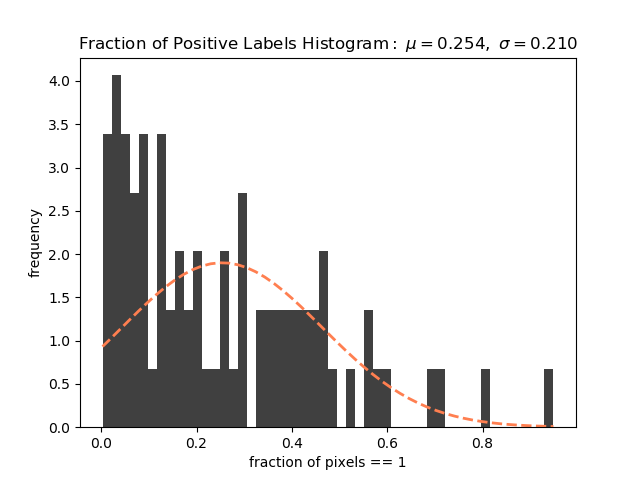 Fraction of Positive Labels Histogram: μ = 0.254, σ = 0.210
4.0
3.5
3.0
2.5
2.0
1.5
1.0
0.5
0.0
frequency
0.0 0.2 0.4 0.6 0.8
fraction of pixels == 1